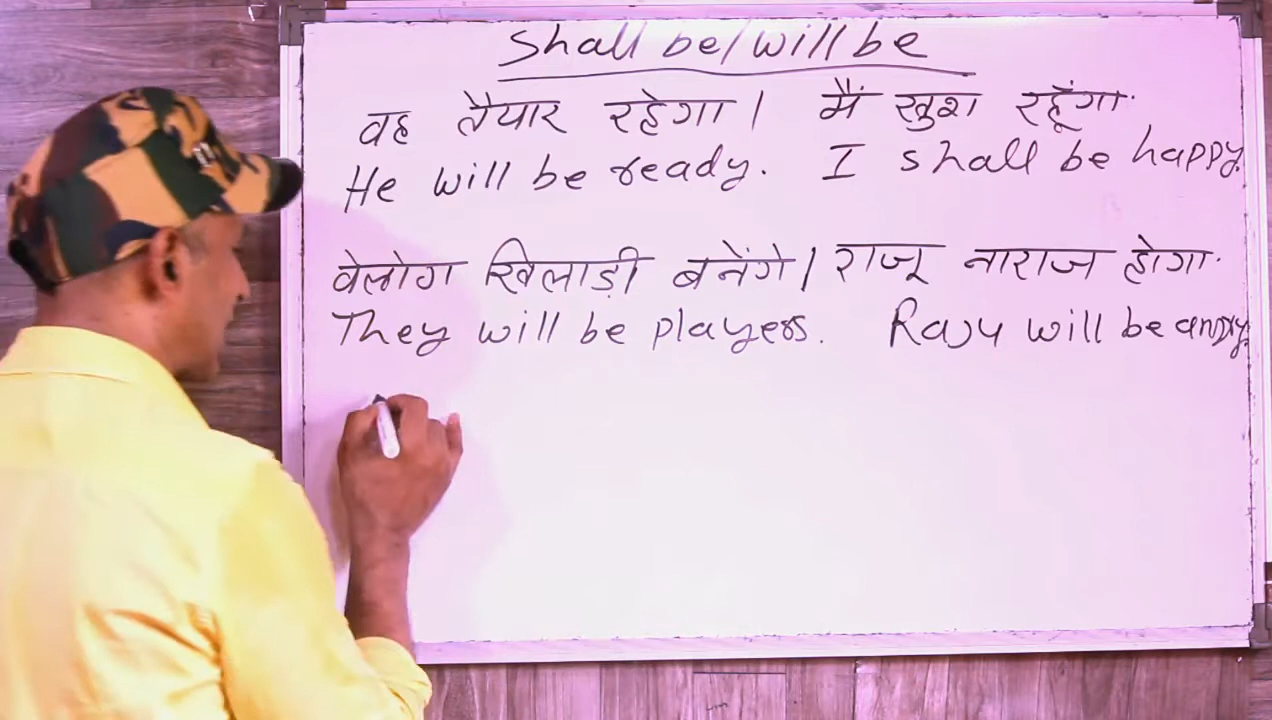 Shall be/will be
वह तैयार रहेगा। मैं खुश रहूँगा.
He will be ready. I shall be happy.
वेलोग खिलाड़ी बनेंगे। राजू नाराज होगा.
They will be players. Raju will be angry.